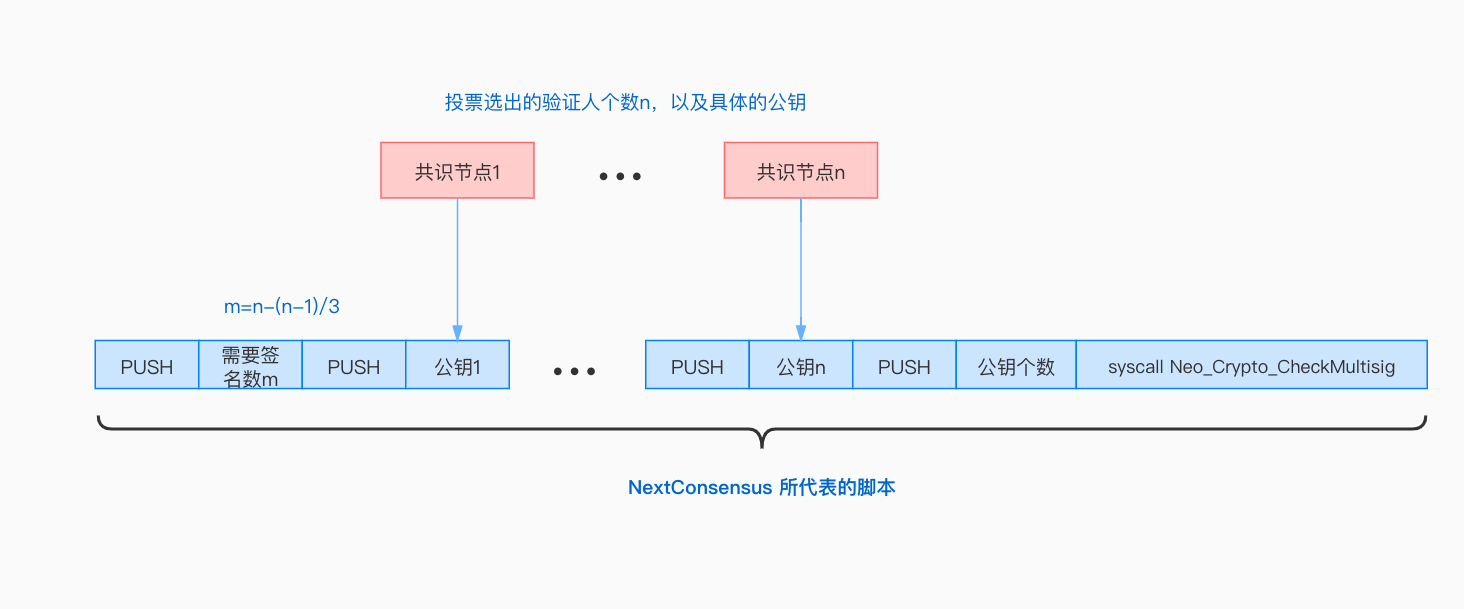 投票选出的验证人个数n，以及具体的公钥
共识节点1
共识节点n
m=n-(n-1)/3
PUSH
需要签
名数m
PUSH
公钥1
PUSH
公钥n
PUSH
公钥个数
syscall Neo_Crypto_CheckMultisig
NextConsensus 所代表的脚本